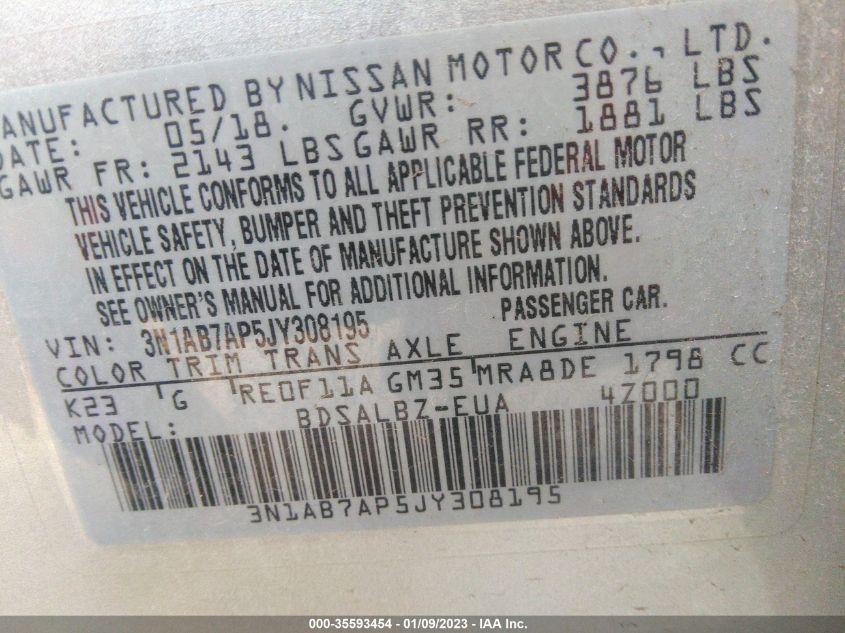 MANUFACTURED BY NISSAN MOTOR CO., LTD.
DATE: 05/18. GVWR: 3876 LBS
GAWR FR: 2143 LBS GAWR RR: 1881 LBS
THIS VEHICLE CONFORMS TO ALL APPLICABLE FEDERAL MOTOR
VEHICLE SAFETY, BUMPER AND THEFT PREVENTION STANDARDS
IN EFFECT ON THE DATE OF MANUFACTURE SHOWN ABOVE.
SEE OWNER'S MANUAL FOR ADDITIONAL INFORMATION.
VIN: 3N1AB7AP5JY308195 PASSENGER CAR.
COLOR TRIM TRANS AXLE ENGINE
K23 G RE0F11A GM35 MRA8DE 1798 CC
MODEL: BDSALBZ-EUA 4Z000
3N1AB7AP5JY308195
000-35593454 - 01/09/2023 - IAA Inc.